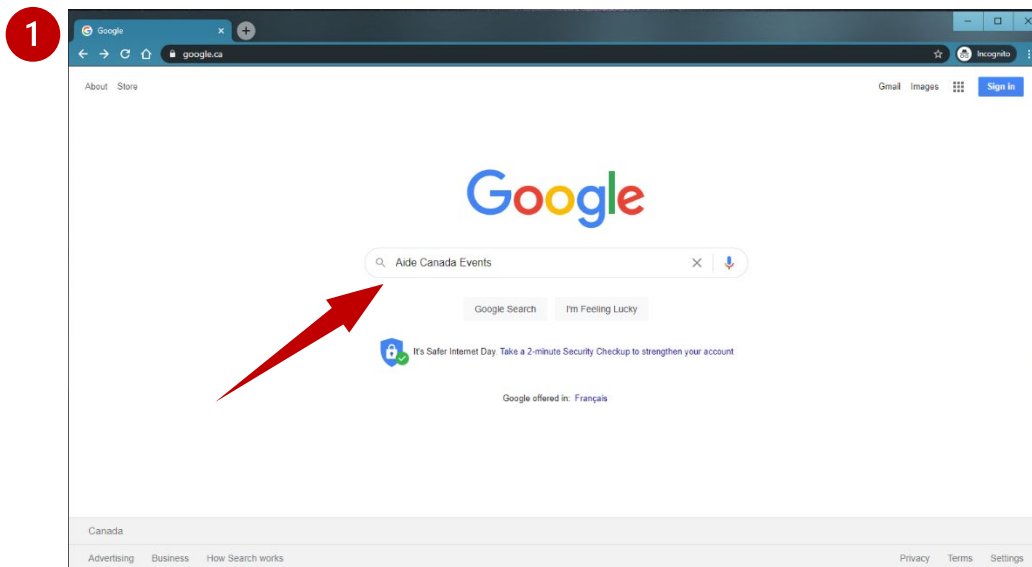 1
Google
google.ca
Incognito
About Store
Gmail Images
Sign in
Google
Aide Canada Events
Google Search
I'm Feeling Lucky
It's Safer Internet Day. Take a 2-minute Security Checkup to strengthen your account
Google offered in: Français
Canada
Advertising Business How Search works
Privacy Terms Settings